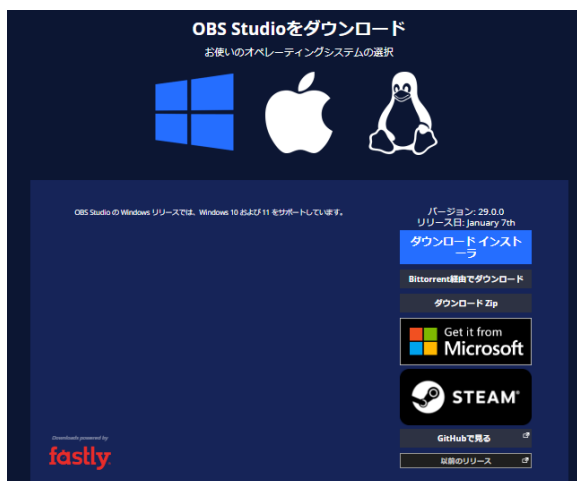 OBS Studioをダウンロード
お使いのオペレーティングシステムの選択
OBS Studio の Windows リリースでは、Windows 10 および 11 をサポートしています。
バージョン: 29.0.0
リリース日: January 7th
ダウンロード インスト
ーラ
Bittorrent経由でダウンロード
ダウンロード Zip
Get it from
Microsoft
STEAM
GitHubで見る
以前のリリース
Downloads powered by
fastly